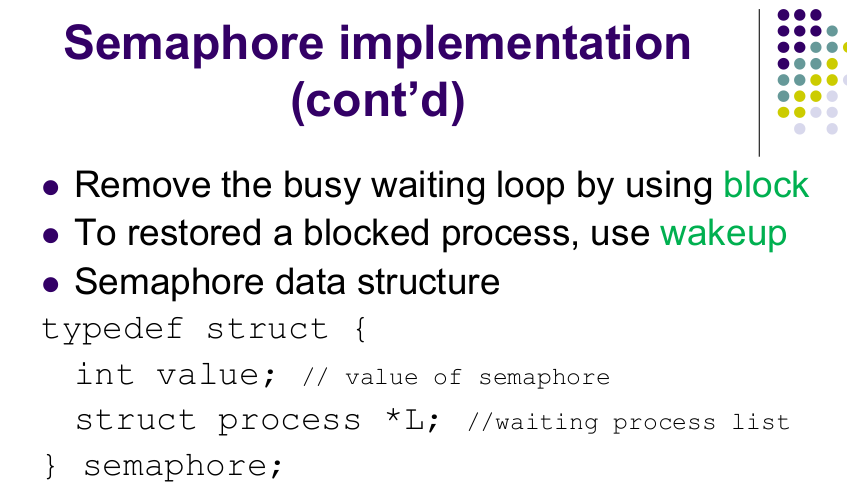 Semaphore implementation
(cont’d)
Remove the busy waiting loop by using block
To restored a blocked process, use wakeup
Semaphore data structure
typedef struct {
int value; // value of semaphore
struct process *L; //waiting process list
} semaphore;